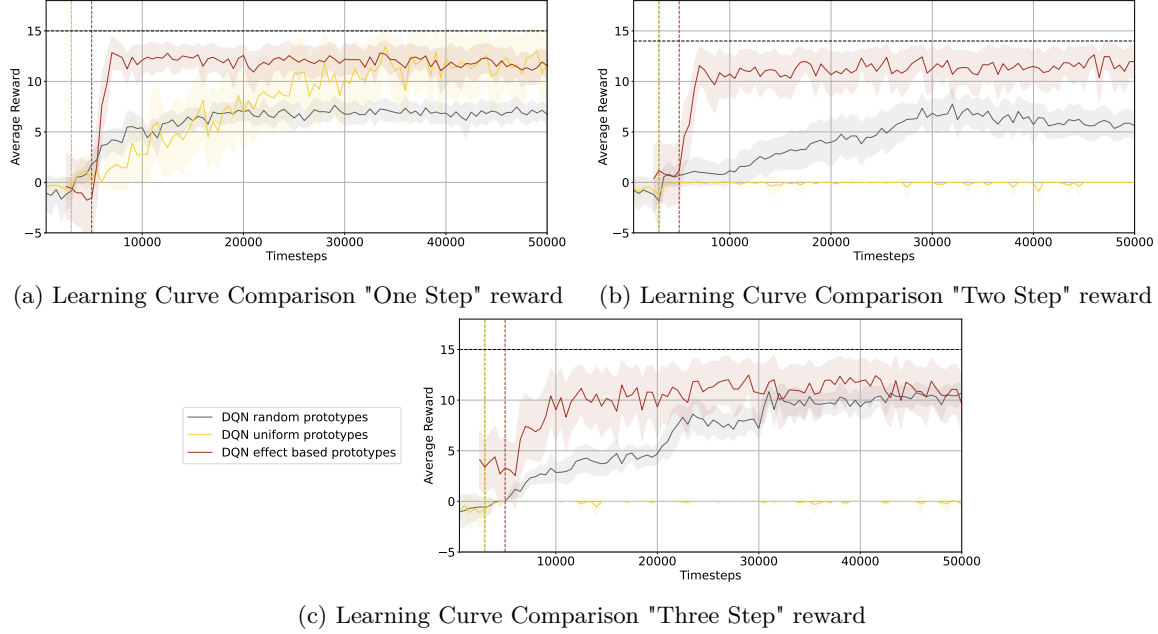 15
10
5
0
−5
Average Reward
10000 20000 30000 40000 50000
Timesteps
(a) Learning Curve Comparison "One Step" reward
15
10
5
0
−5
Average Reward
10000 20000 30000 40000 50000
Timesteps
(b) Learning Curve Comparison "Two Step" reward
DQN random prototypes
DQN uniform prototypes
DQN effect based prototypes
15
10
5
0
−5
Average Reward
10000 20000 30000 40000 50000
Timesteps
(c) Learning Curve Comparison "Three Step" reward